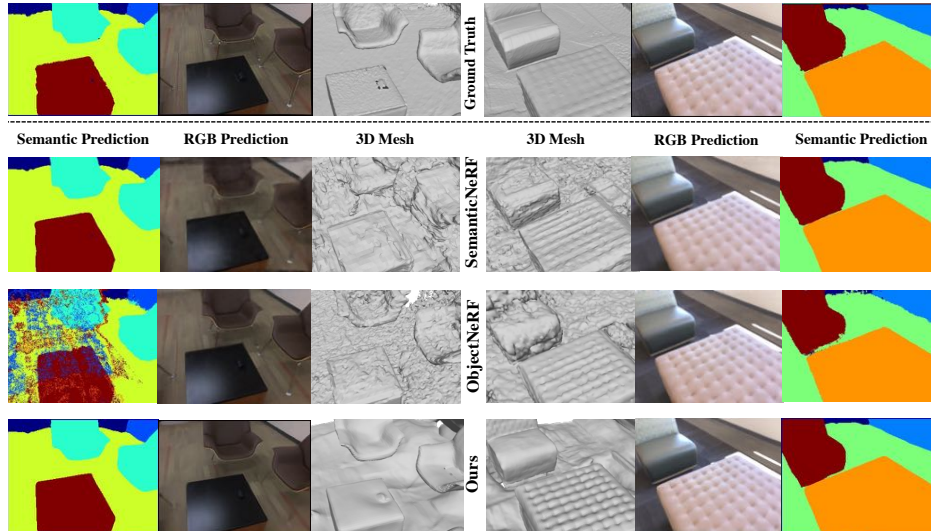 Ground Truth
Semantic Prediction RGB Prediction 3D Mesh 3D Mesh RGB Prediction Semantic Prediction
SemanticNeRF
ObjectNeRF
Ours